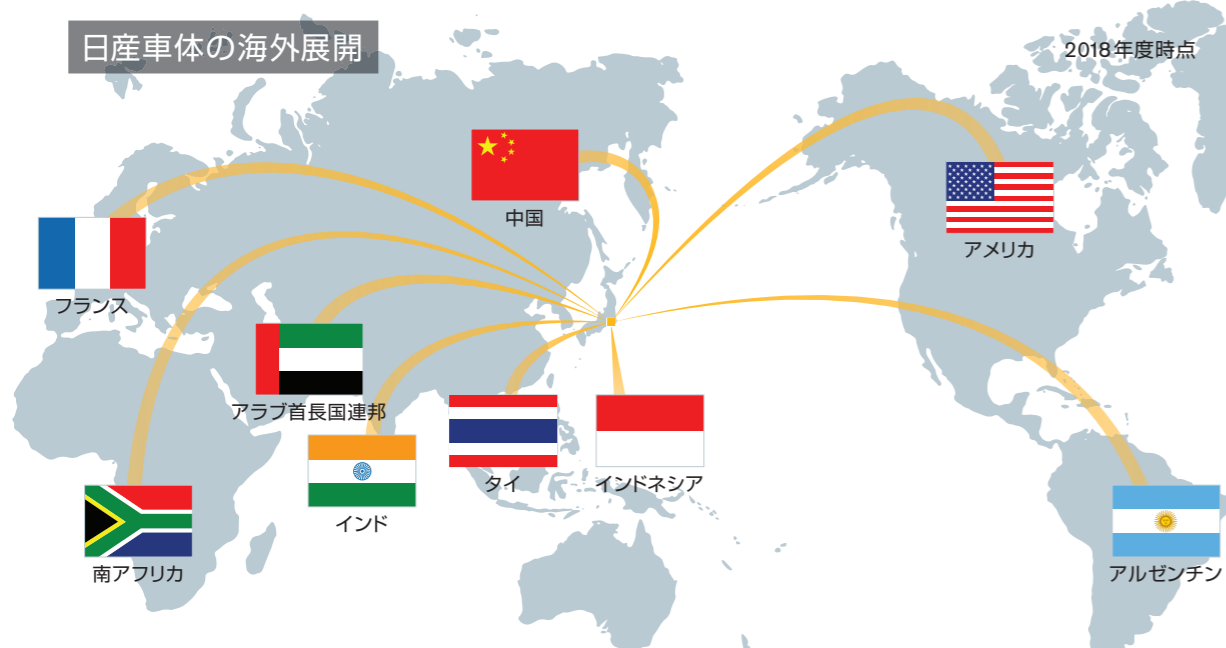 日産車体の海外展開
2018年度時点
中国
アメリカ
フランス
アラブ首長国連邦
タイ
インドネシア
インド
南アフリカ
アルゼンチン